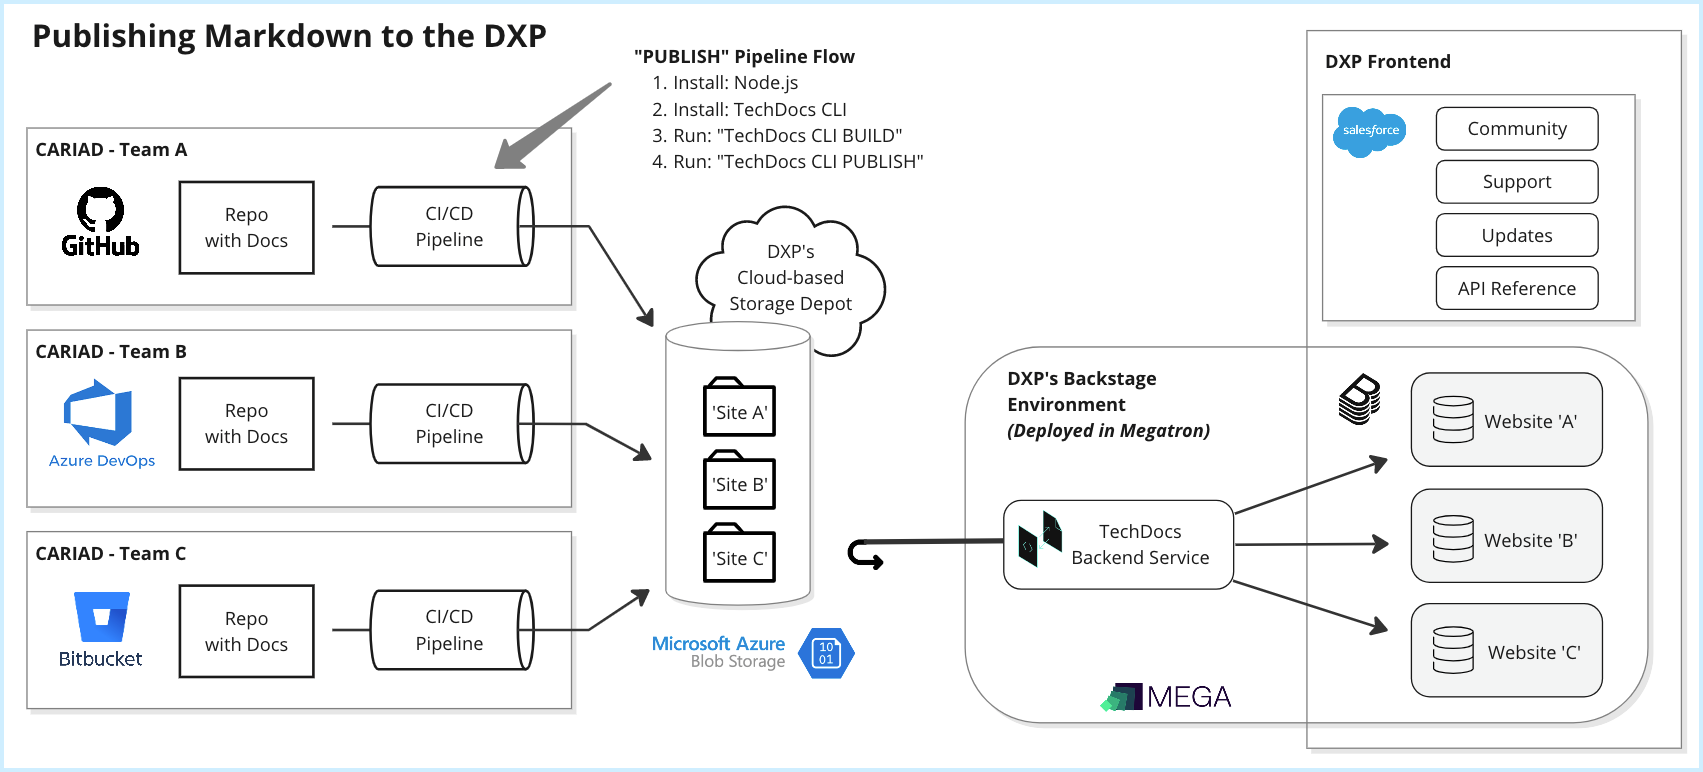 Publishing Markdown to the DXP
"PUBLISH" Pipeline Flow
1. Install: Node.js
2. Install: TechDocs CLI
3. Run: "TechDocs CLI BUILD"
4. Run: "TechDocs CLI PUBLISH"
CARIAD - Team A
GitHub
Repo
with Docs
CI/CD
Pipeline
CARIAD - Team B
Azure DevOps
Repo
with Docs
CI/CD
Pipeline
CARIAD - Team C
Bitbucket
Repo
with Docs
CI/CD
Pipeline
DXP's
Cloud-based
Storage Depot
'Site A'
'Site B'
'Site C'
Microsoft Azure
Blob Storage
10
01
DXP's Backstage
Environment
(Deployed in Megatron)
TechDocs
Backend Service
MEGA
DXP Frontend
salesforce
Community
Support
Updates
API Reference
Website 'A'
Website 'B'
Website 'C'